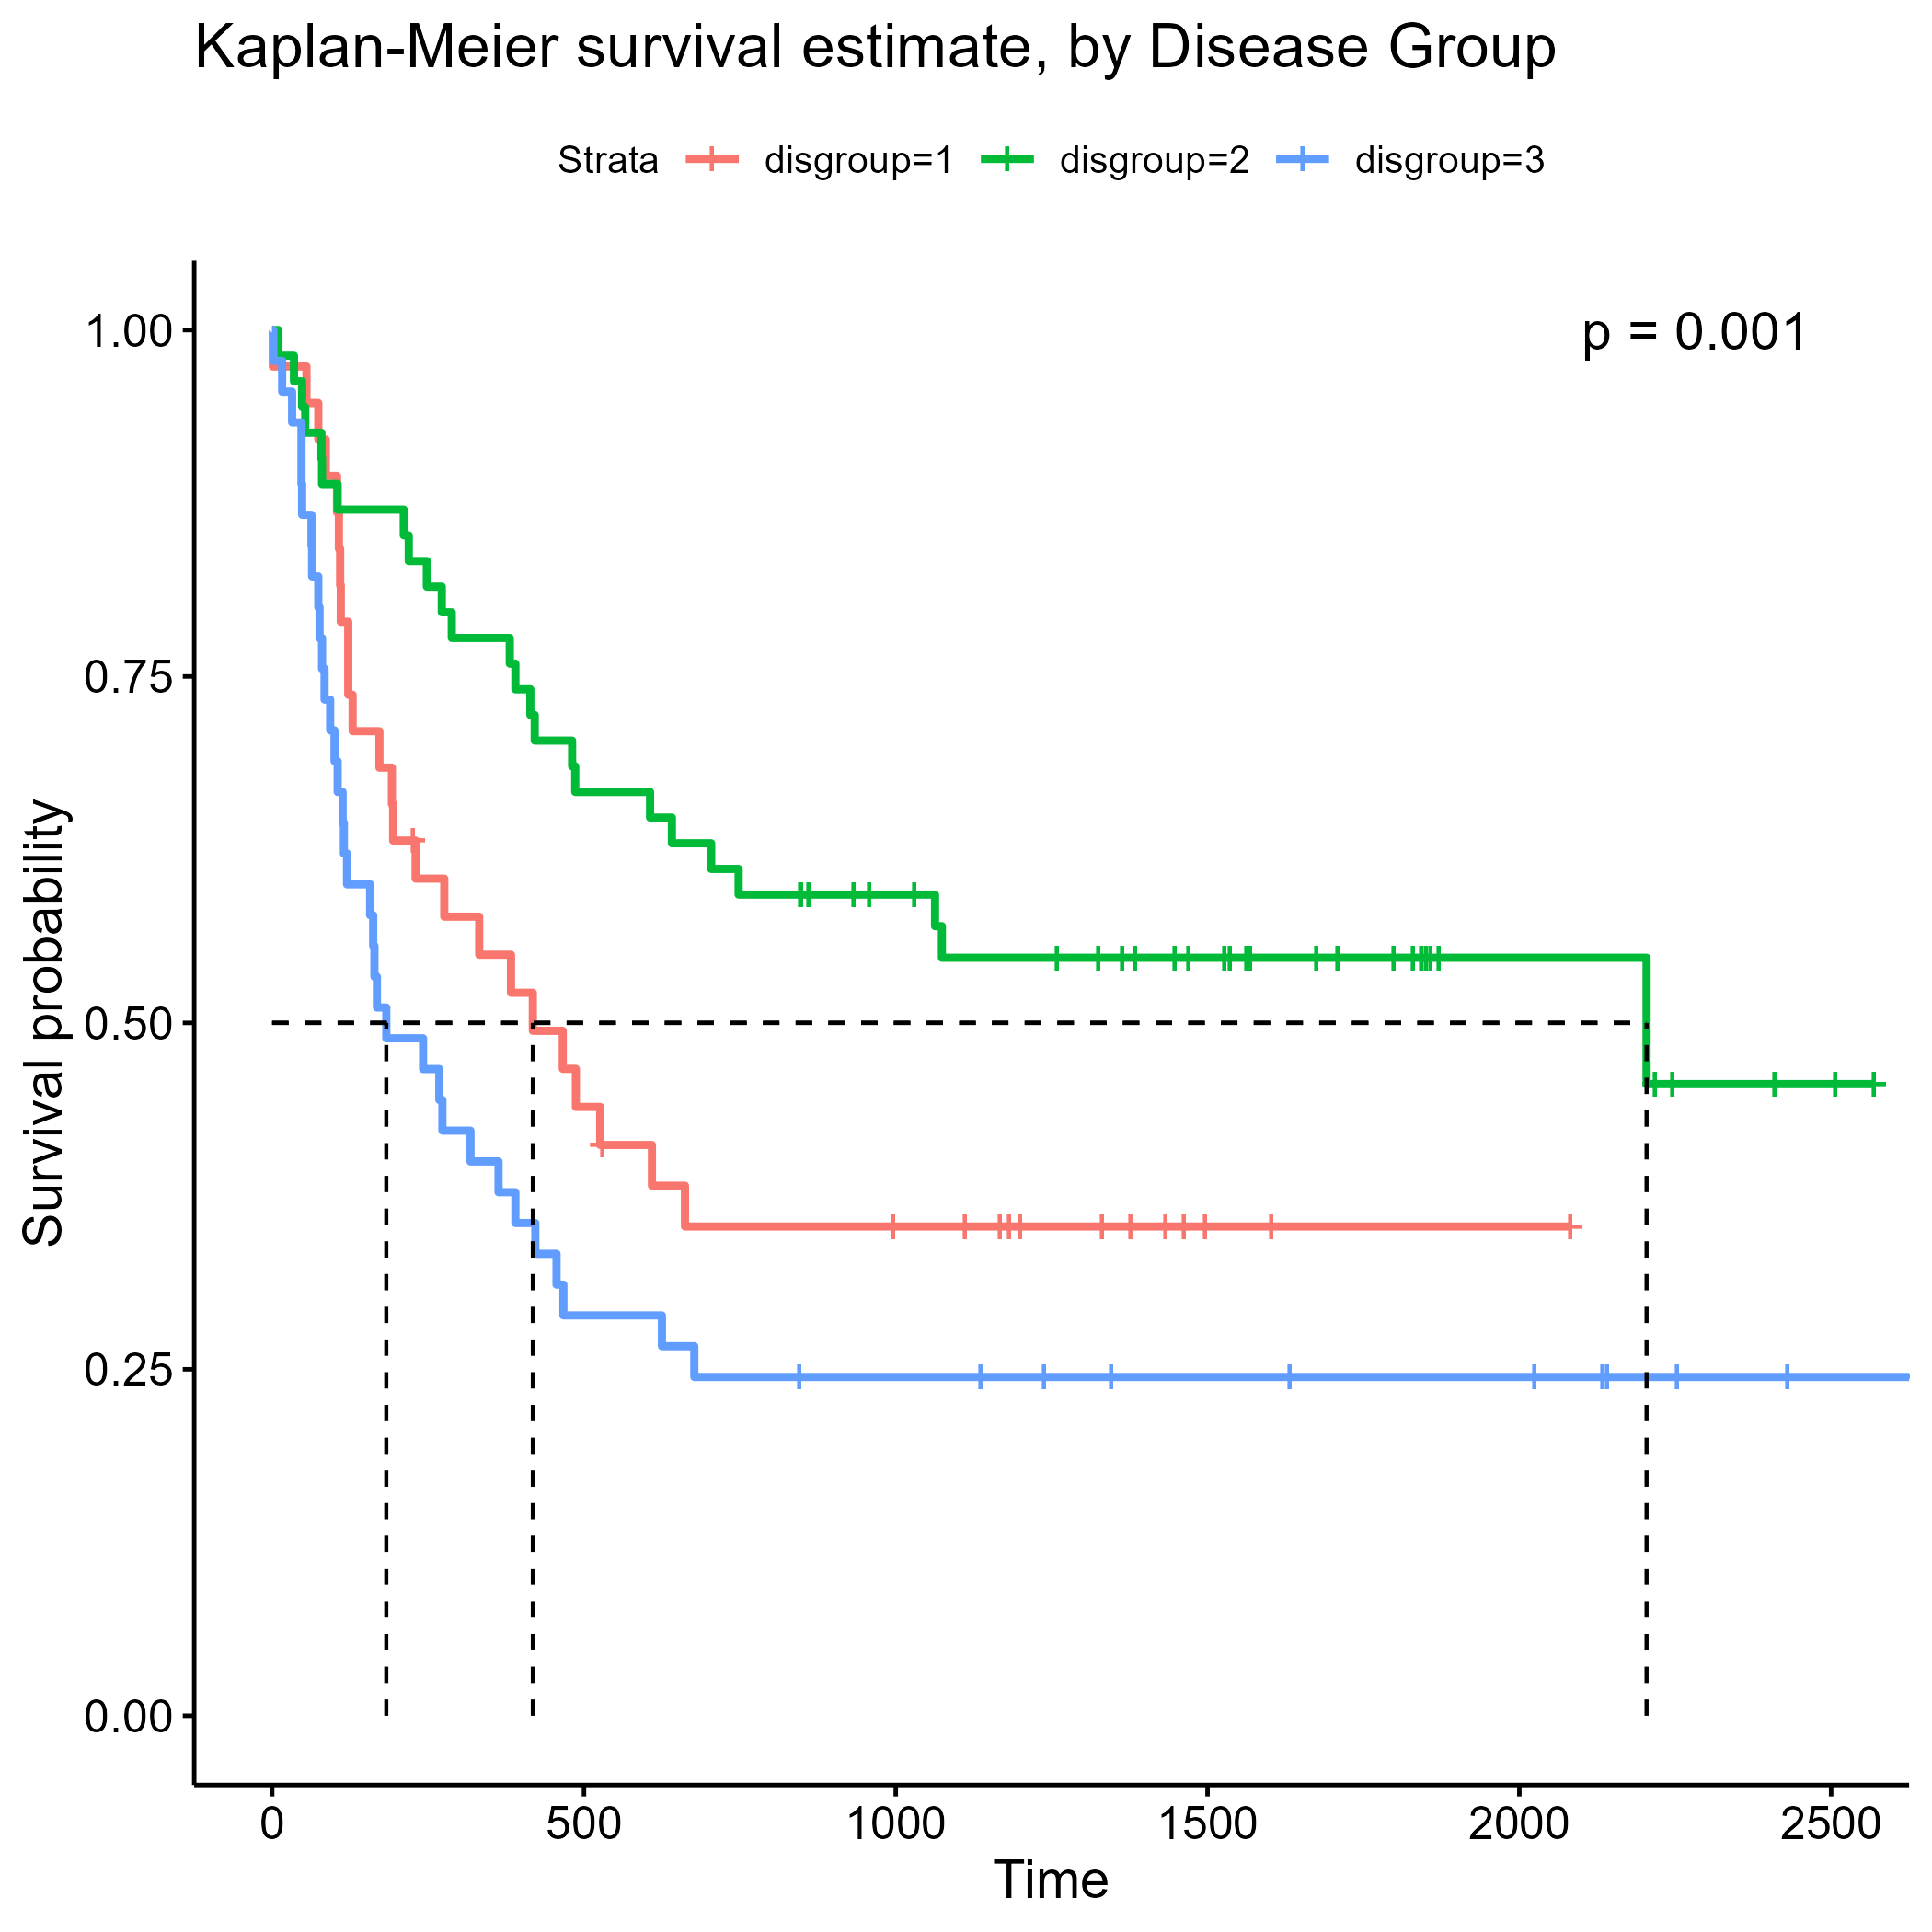 Kaplan-Meier survival estimate, by Disease Group
Strata disgroup=1 disgroup=2 disgroup=3
p = 0.001
1.00
0.75
0.50
0.25
0.00
Survival probability
0 500 1000 1500 2000 2500
Time